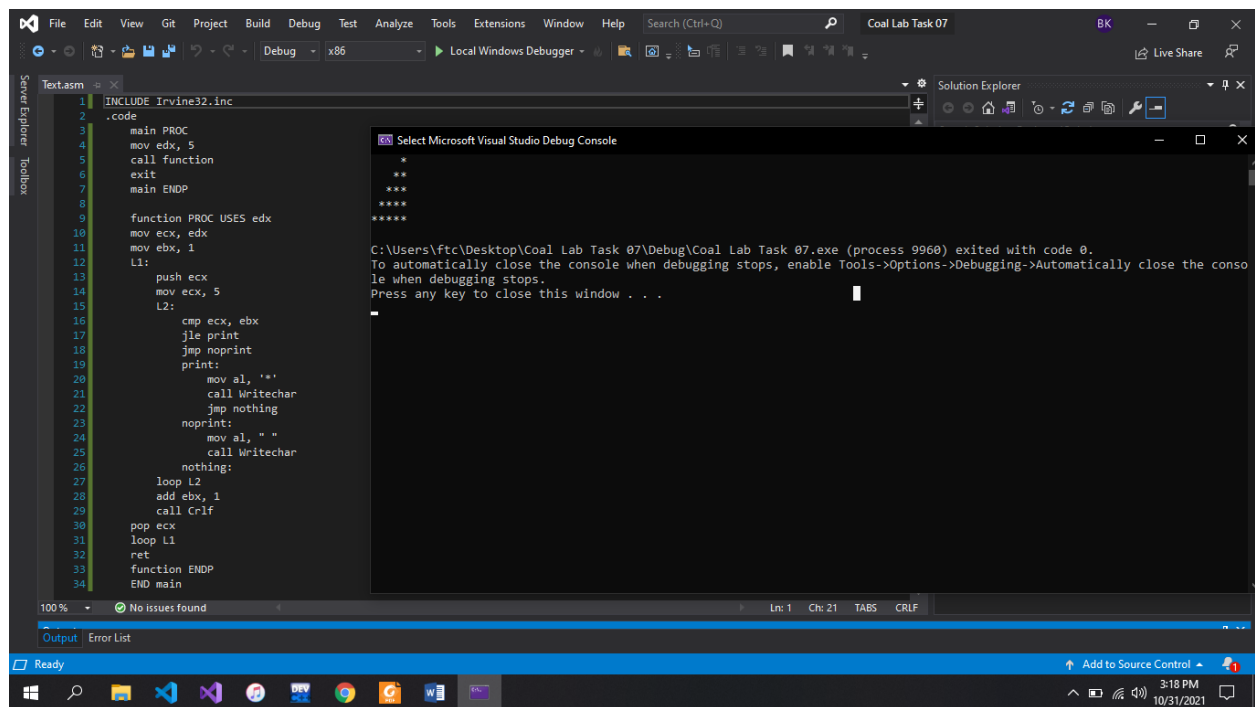 File Edit View Git Project Build Debug Test Analyze Tools Extensions Window Help Search (Ctrl+Q) Coal Lab Task 07 BK
Debug x86 Local Windows Debugger Live Share
Server Explorer
Toolbox
Text.asm
1 INCLUDE Irvine32.inc
2 .code
3 main PROC
4 mov edx, 5
5 call function
6 exit
7 main ENDP
8
9 function PROC USES edx
10 mov ecx, edx
11 mov ebx, 1
12 L1:
13 push ecx
14 mov ecx, 5
15 L2:
16 cmp ecx, ebx
17 jle print
18 jmp noprint
19 print:
20 mov al, '*'
21 call Writechar
22 jmp nothing
23 noprint:
24 mov al, " "
25 call Writechar
26 nothing:
27 loop L2
28 add ebx, 1
29 call Crlf
30 pop ecx
31 loop L1
32 ret
33 function ENDP
34 END main
100 % No issues found Ln: 1 Ch: 21 TABS CRLF
Solution Explorer
Select Microsoft Visual Studio Debug Console
    *
   **
  ***
 ****
*****
C:\Users\ftc\Desktop\Coal Lab Task 07\Debug\Coal Lab Task 07.exe (process 9960) exited with code 0.
To automatically close the console when debugging stops, enable Tools->Options->Debugging->Automatically close the conso
le when debugging stops.
Press any key to close this window . . .
Output Error List
Ready Add to Source Control 1
DEV
3:18 PM
10/31/2021